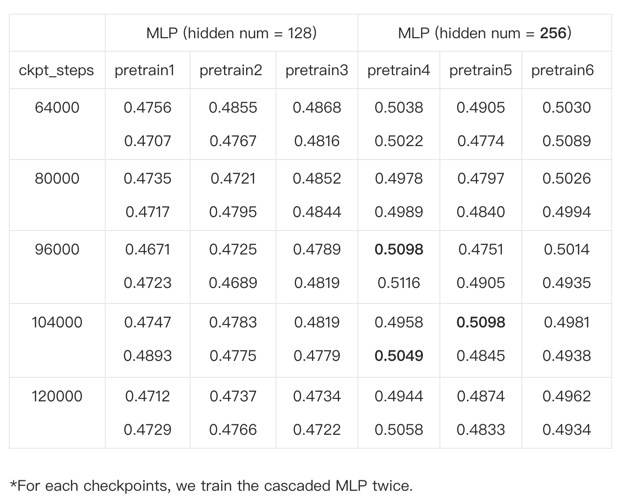 MLP (hidden num = 128) MLP (hidden num = 256)
ckpt_steps pretrain1 pretrain2 pretrain3 pretrain4 pretrain5 pretrain6
64000 0.4756 0.4855 0.4868 0.5038 0.4905 0.5030
0.4707 0.4767 0.4816 0.5022 0.4774 0.5089
80000 0.4735 0.4721 0.4852 0.4978 0.4797 0.5026
0.4717 0.4795 0.4844 0.4989 0.4840 0.4994
96000 0.4671 0.4725 0.4789 0.5098 0.4751 0.5014
0.4723 0.4689 0.4819 0.5116 0.4905 0.4935
104000 0.4747 0.4783 0.4819 0.4958 0.5098 0.4981
0.4893 0.4775 0.4779 0.5049 0.4845 0.4938
120000 0.4712 0.4737 0.4734 0.4944 0.4874 0.4962
0.4729 0.4766 0.4722 0.5058 0.4833 0.4934
*For each checkpoints, we train the cascaded MLP twice.